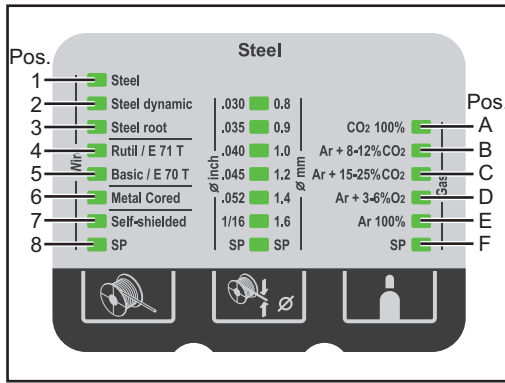 Steel
Pos.
1 Steel
2 Steel dynamic
3 Steel root
4 Rutil / E 71 T
5 Basic / E 70 T
6 Metal Cored
7 Self-shielded
8 SP
Wire
ø inch
.030 0.8
.035 0.9
.040 1.0
.045 1.2
.052 1.4
1/16 1.6
SP SP
ø mm
Pos.
CO2 100% A
Ar + 8-12%CO2 B
Ar + 15-25%CO2 C
Ar + 3-6%O2 D
Ar 100% E
SP F
Gas
Ø